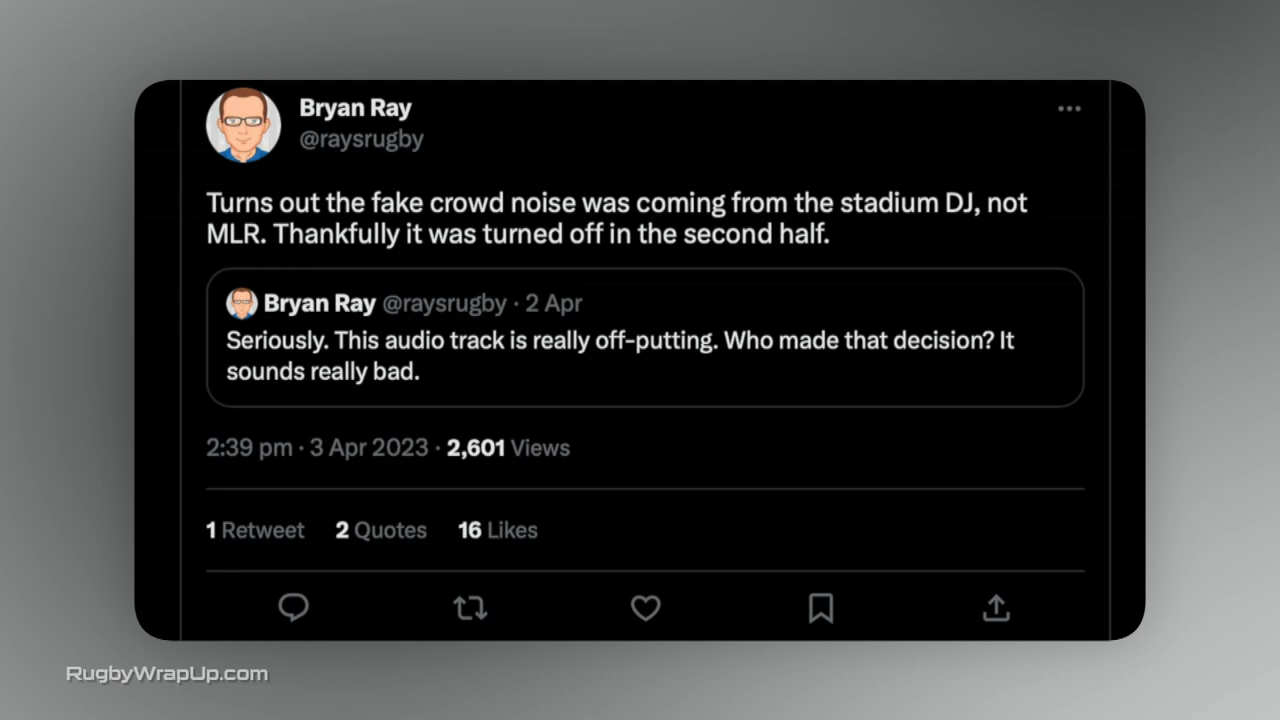 Bryan Ray
@raysrugby
Turns out the fake crowd noise was coming from the stadium DJ, not
MLR. Thankfully it was turned off in the second half.
Bryan Ray @raysrugby · 2 Apr
Seriously. This audio track is really off-putting. Who made that decision? It
sounds really bad.
2:39 pm · 3 Apr 2023 · 2,601 Views
1 Retweet 2 Quotes 16 Likes
RugbyWrapUp.com